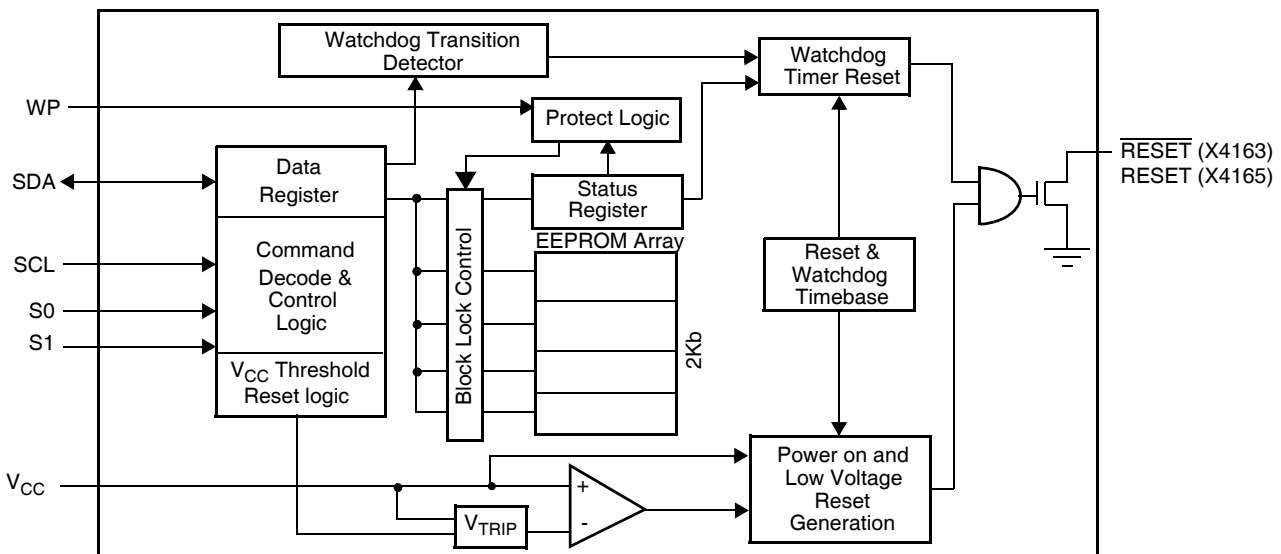 Watchdog Transition
Detector
Watchdog
Timer Reset
WP
Protect Logic
RESET (X4163)
RESET (X4165)
SDA
Data
Register
Status
Register
EEPROM Array
SCL
S0
S1
Command
Decode &
Control
Logic
Block Lock Control
2Kb
Reset &
Watchdog
Timebase
VCC Threshold
Reset logic
VCC
VTRIP
+
-
Power on and
Low Voltage
Reset
Generation